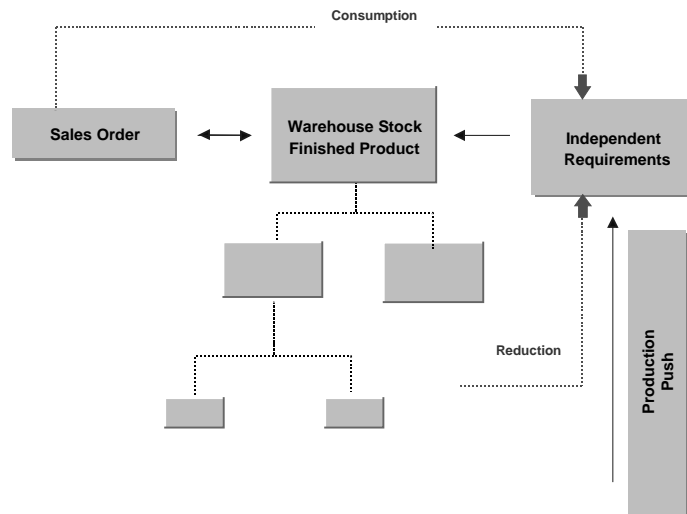 Consumption
Sales Order
Warehouse Stock
Finished Product
Independent
Requirements
Reduction
Production
Push